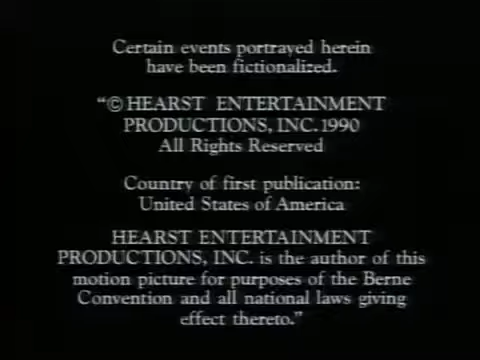 Certain events portrayed herein
have been fictionalized.
“© HEARST ENTERTAINMENT
PRODUCTIONS, INC. 1990
All Rights Reserved
Country of first publication:
United States of America
HEARST ENTERTAINMENT
PRODUCTIONS, INC. is the author of this
motion picture for purposes of the Berne
Convention and all national laws giving
effect thereto.”